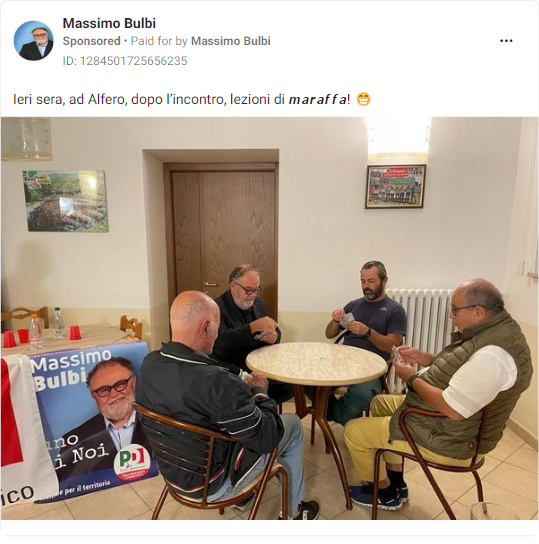 Massimo Bulbi
Sponsored • Paid for by Massimo Bulbi
ID: 1284501725656235
Ieri sera, ad Alfero, dopo l’incontro, lezioni di maraffa! 😁
Massimo
Bulbi
uno
i Noi
PD
per il territorio
ico